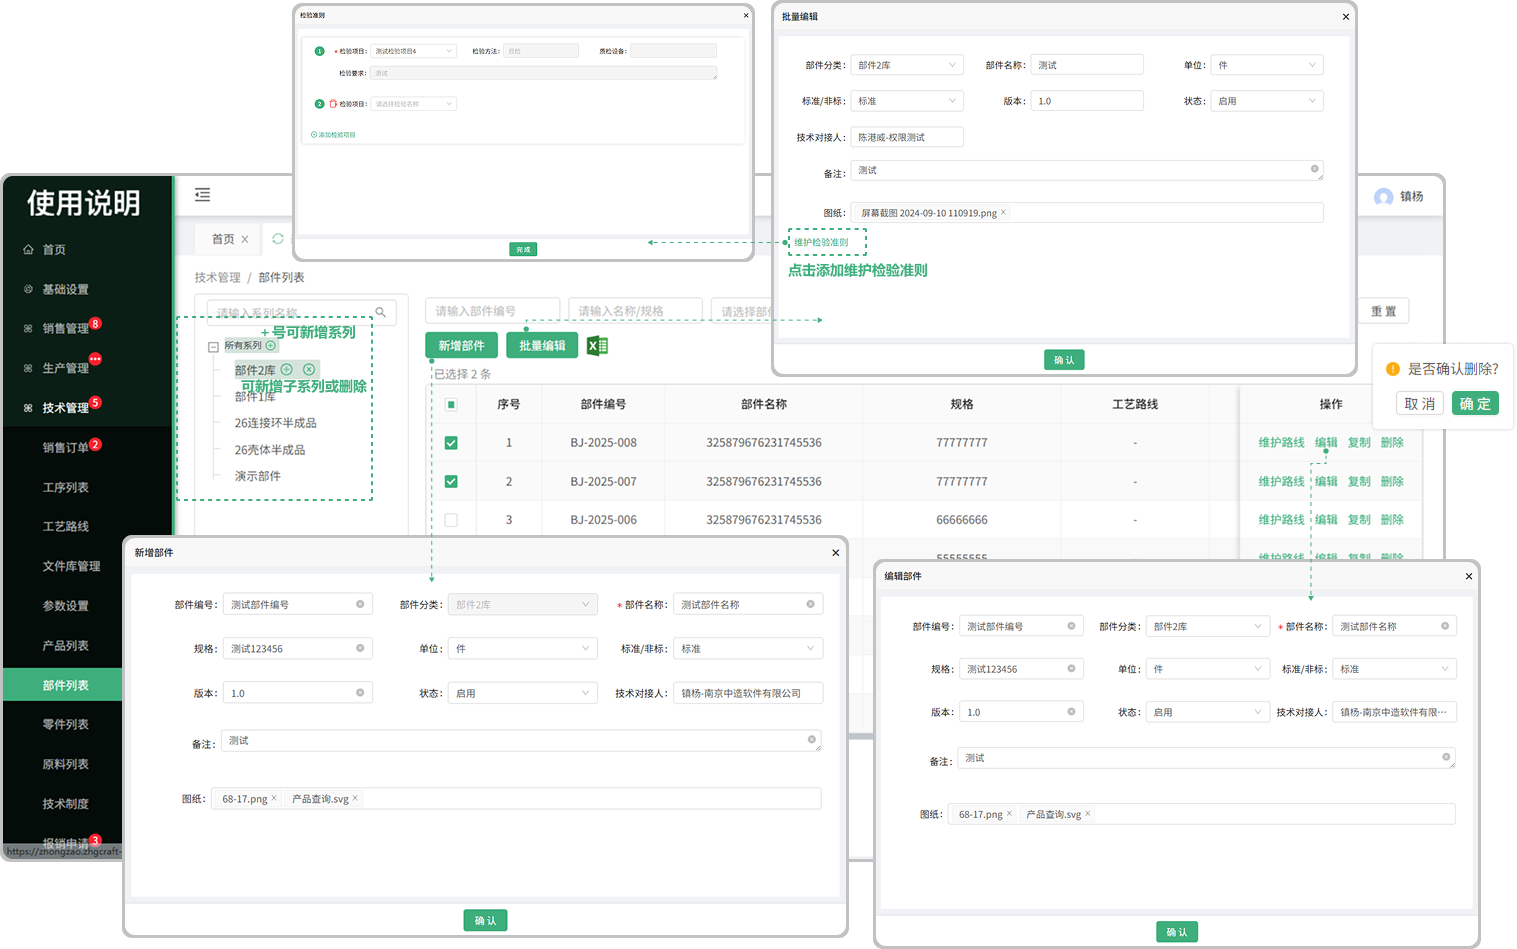 检验准则
×
1 * 检验项目: 测试检验项目4 检验方法: 目检 质检设备:
检验要求: 测试
2 检验项目: 请选择检验名称
添加检验项目
完成
批量编辑
×
部件分类: 部件2库 部件名称: 测试 单位: 件
标准/非标: 标准 版本: 1.0 状态: 启用
技术对接人: 陈港威-权限测试
备注: 测试
图纸: 屏幕截图 2024-09-10 110919.png ×
维护检验准则
点击添加维护检验准则
确认
使用说明
首页
基础设置
销售管理 8
生产管理
技术管理 5
销售订单 2
工序列表
工艺路线
文件库管理
参数设置
产品列表
部件列表
零件列表
原料列表
技术制度
报销申请 3
https://zhongzao.zhgcraft-
镇杨
首页 ×
技术管理 / 部件列表
请输入系列名称
+号可新增系列
所有系列
部件2库
可新增子系列或删除
部件1库
26连接环半成品
26壳体半成品
演示部件
请输入部件编号 请输入名称/规格 请选择部 重置
新增部件 批量编辑
已选择 2 条
序号 部件编号 部件名称 规格 工艺路线 操作
1 BJ-2025-008 325879676231745536 77777777 - 维护路线 编辑 复制 删除
2 BJ-2025-007 325879676231745536 77777777 - 维护路线 编辑 复制 删除
3 BJ-2025-006 325879676231745536 66666666 - 维护路线 编辑 复制 删除
55555555 维护路线 编辑 复制 删除
是否确认删除?
取消 确定
新增部件
×
部件编号: 测试部件编号 部件分类: 部件2库 * 部件名称: 测试部件名称
规格: 测试123456 单位: 件 标准/非标: 标准
版本: 1.0 状态: 启用 技术对接人: 镇杨-南京中造软件有限公司
备注: 测试
图纸: 68-17.png × 产品查询.svg ×
确认
编辑部件
×
部件编号: 测试部件编号 部件分类: 部件2库 * 部件名称: 测试部件名称
规格: 测试123456 单位: 件 标准/非标: 标准
版本: 1.0 状态: 启用 技术对接人: 镇杨-南京中造软件有限···
备注: 测试
图纸: 68-17.png × 产品查询.svg ×
确认